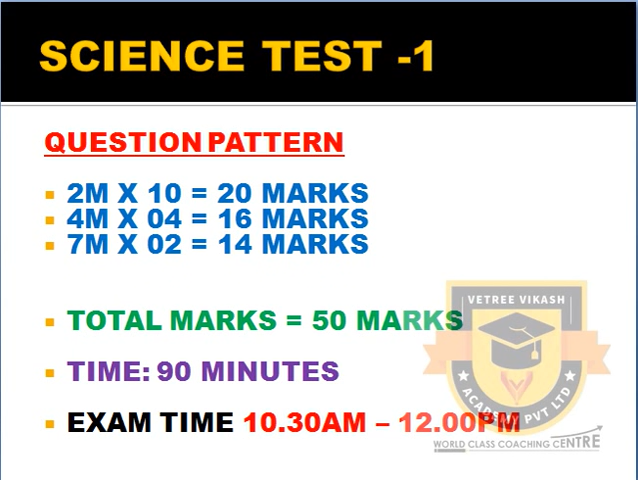 SCIENCE TEST -1
QUESTION PATTERN
2M X 10 = 20 MARKS
4M X 04 = 16 MARKS
7M X 02 = 14 MARKS
TOTAL MARKS = 50 MARKS
TIME: 90 MINUTES
EXAM TIME 10.30AM – 12.00PM
VETREE VIKASH
ACADEMY PVT LTD
WORLD CLASS COACHING CENTRE